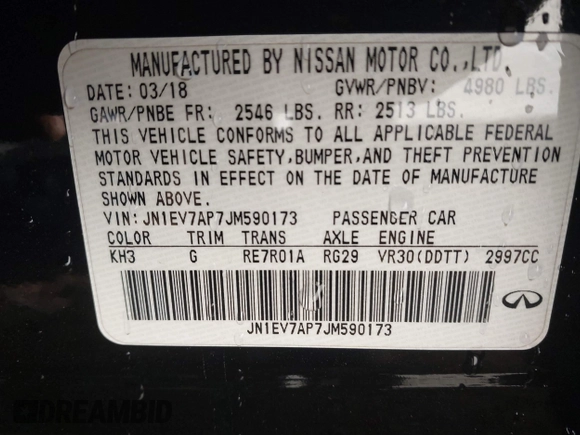 MANUFACTURED BY NISSAN MOTOR CO.,LTD.
DATE: 03/18 GVWR/PNBV: 4980 LBS.
GAWR/PNBE FR: 2546 LBS. RR: 2513 LBS.
THIS VEHICLE CONFORMS TO ALL APPLICABLE FEDERAL
MOTOR VEHICLE SAFETY,BUMPER,AND THEFT PREVENTION
STANDARDS IN EFFECT ON THE DATE OF MANUFACTURE
SHOWN ABOVE.
VIN: JN1EV7AP7JM590173 PASSENGER CAR
COLOR TRIM TRANS AXLE ENGINE
KH3 G RE7R01A RG29 VR30(DDTT) 2997CC
JN1EV7AP7JM590173
DREAMBID